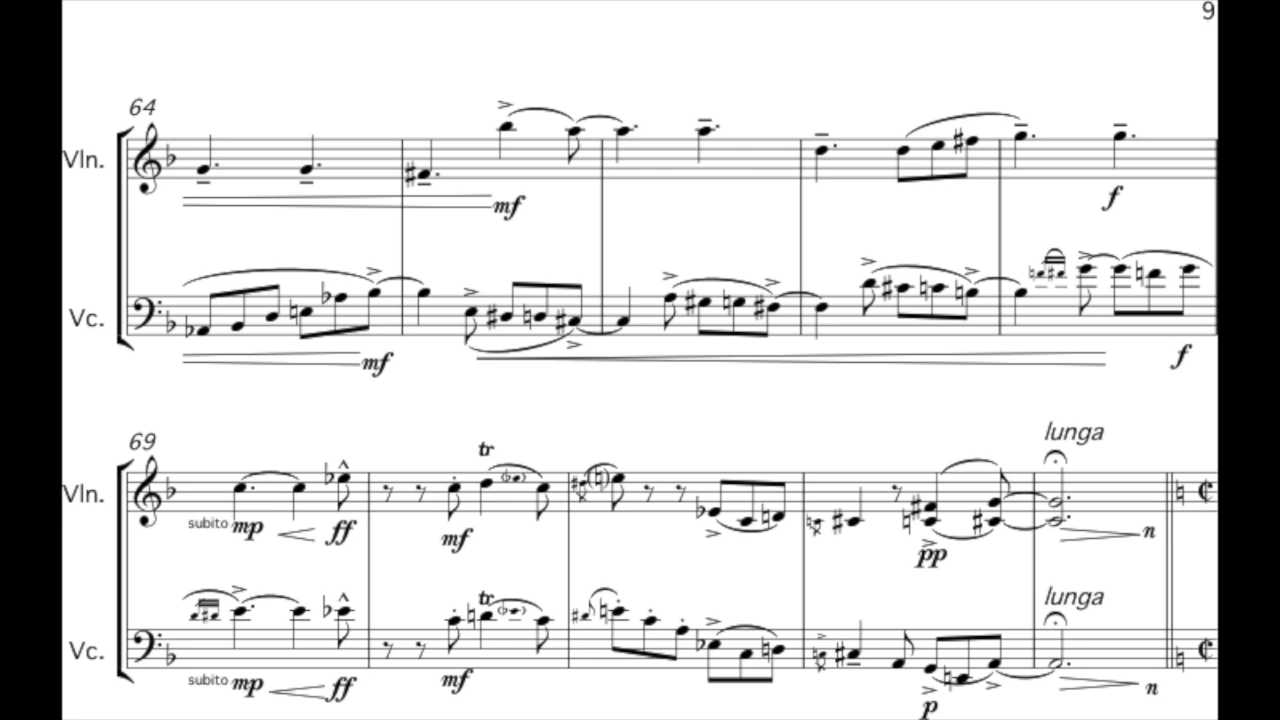 9
64
Vln.
mf
f
Vc.
mf
f
69
tr
lunga
Vln.
subito mp
ff
mf
pp
n
tr
lunga
Vc.
subito mp
ff
mf
p
n